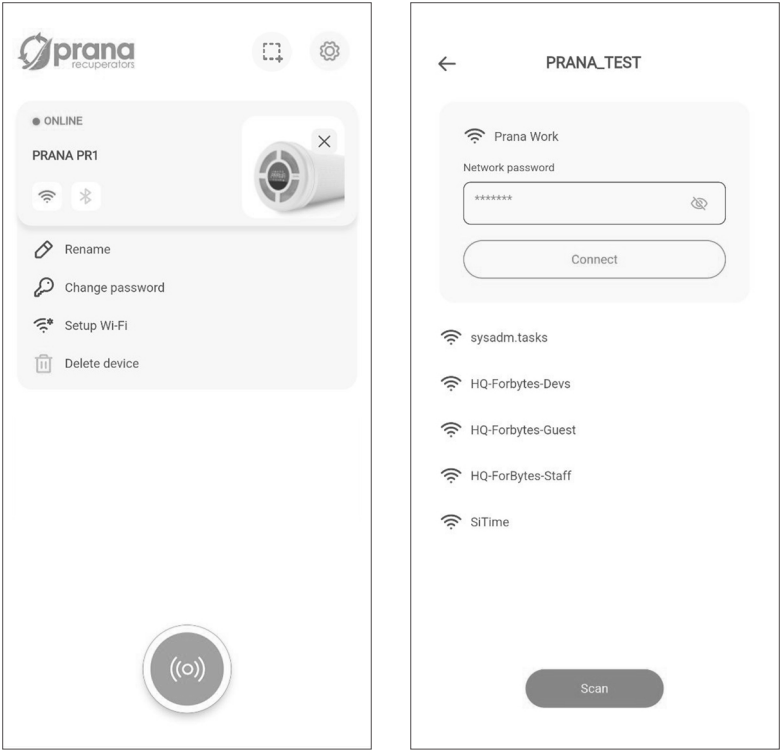 prana
recuperators
ONLINE
PRANA PR1
Rename
Change password
Setup Wi-Fi
Delete device
PRANA_TEST
Prana Work
Network password
*******
Connect
sysadm.tasks
HQ-Forbytes-Devs
HQ-Forbytes-Guest
HQ-ForBytes-Staff
SiTime
Scan